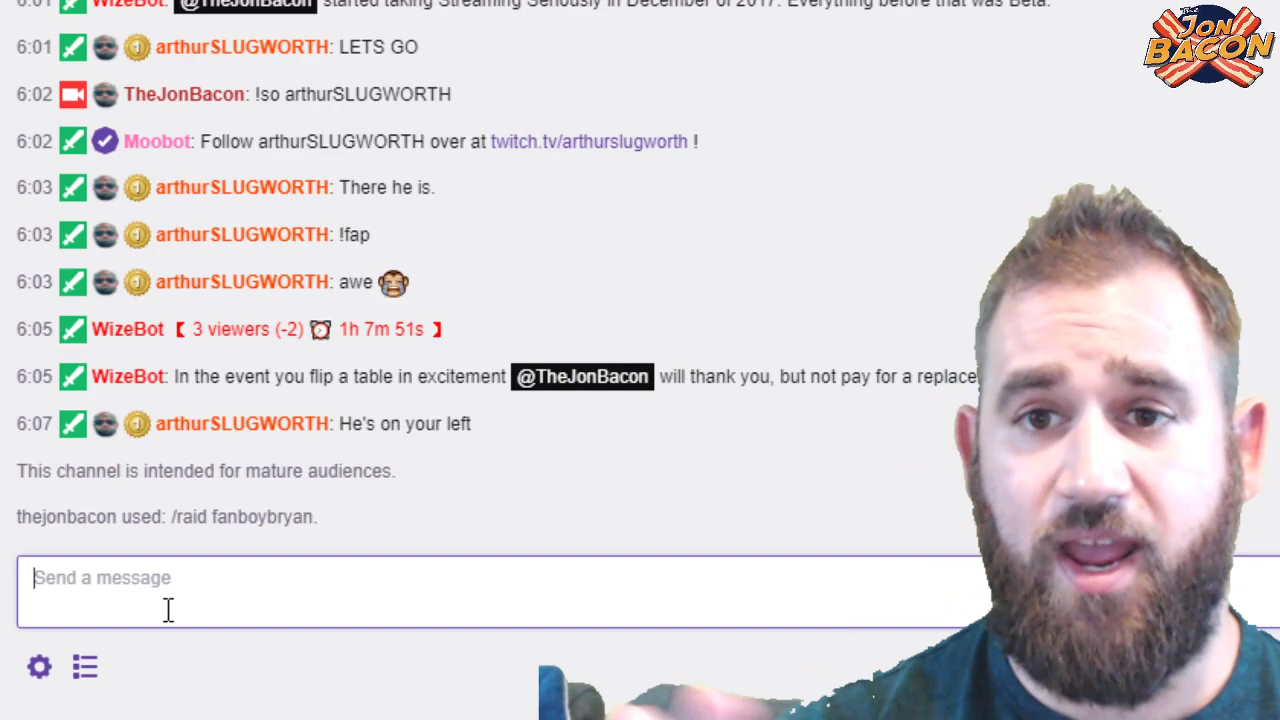 6:01 WizeBot: @TheJonBacon started taking Streaming Seriously in December of 2017. Everything before that was Beta.
The
JON
BACON
6:01 arthurSLUGWORTH: LETS GO
6:02 TheJonBacon: !so arthurSLUGWORTH
6:02 Moobot: Follow arthurSLUGWORTH over at twitch.tv/arthurslugworth !
6:03 arthurSLUGWORTH: There he is.
6:03 arthurSLUGWORTH: !fap
6:03 arthurSLUGWORTH: awe
6:05 WizeBot 【 3 viewers (-2) ⏰ 1h 7m 51s 】
6:05 WizeBot: In the event you flip a table in excitement @TheJonBacon will thank you, but not pay for a replace
6:07 arthurSLUGWORTH: He's on your left
This channel is intended for mature audiences.
thejonbacon used: /raid fanboybryan.
Send a message